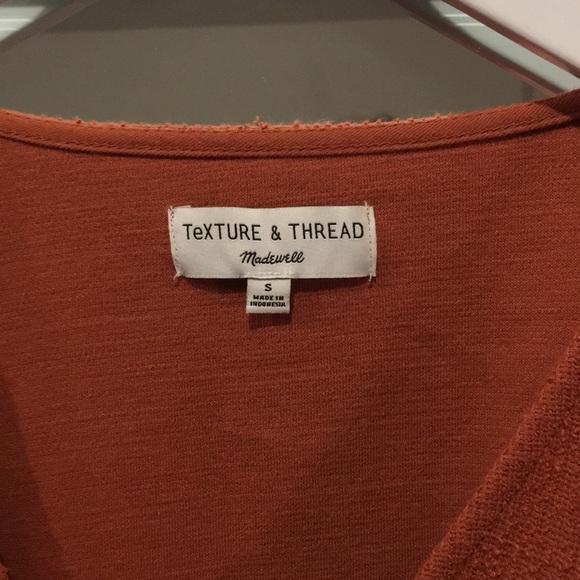 TeXTURE & THREAD
Madewell
S
MADE IN
INDONESIA